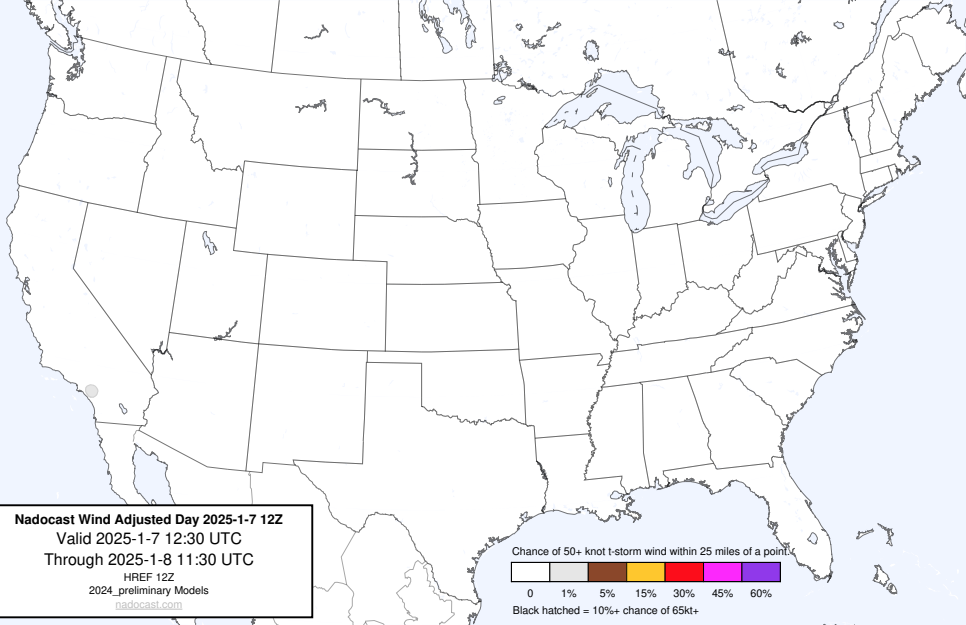 Nadocast Wind Adjusted Day 2025-1-7 12Z
Valid 2025-1-7 12:30 UTC
Through 2025-1-8 11:30 UTC
HREF 12Z
2024_preliminary Models
nadocast.com
Chance of 50+ knot t-storm wind within 25 miles of a point.
0 1% 5% 15% 30% 45% 60%
Black hatched = 10%+ chance of 65kt+